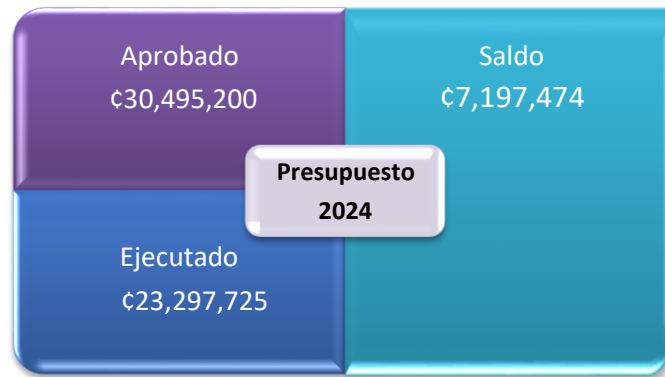 Aprobado
¢30,495,200
Saldo
¢7,197,474
Presupuesto
2024
Ejecutado
¢23,297,725